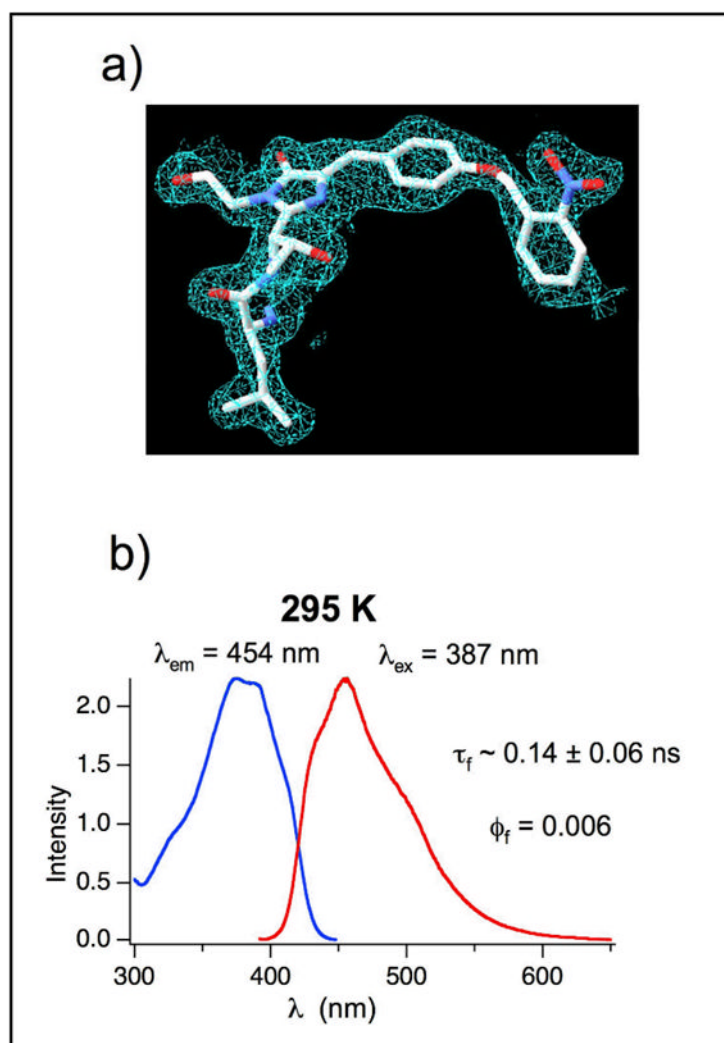 a)
b)
295 K
λem = 454 nm
λex = 387 nm
τf ~ 0.14 ± 0.06 ns
ϕf = 0.006
Intensity
2.0
1.5
1.0
0.5
0.0
300
400
500
600
λ (nm)